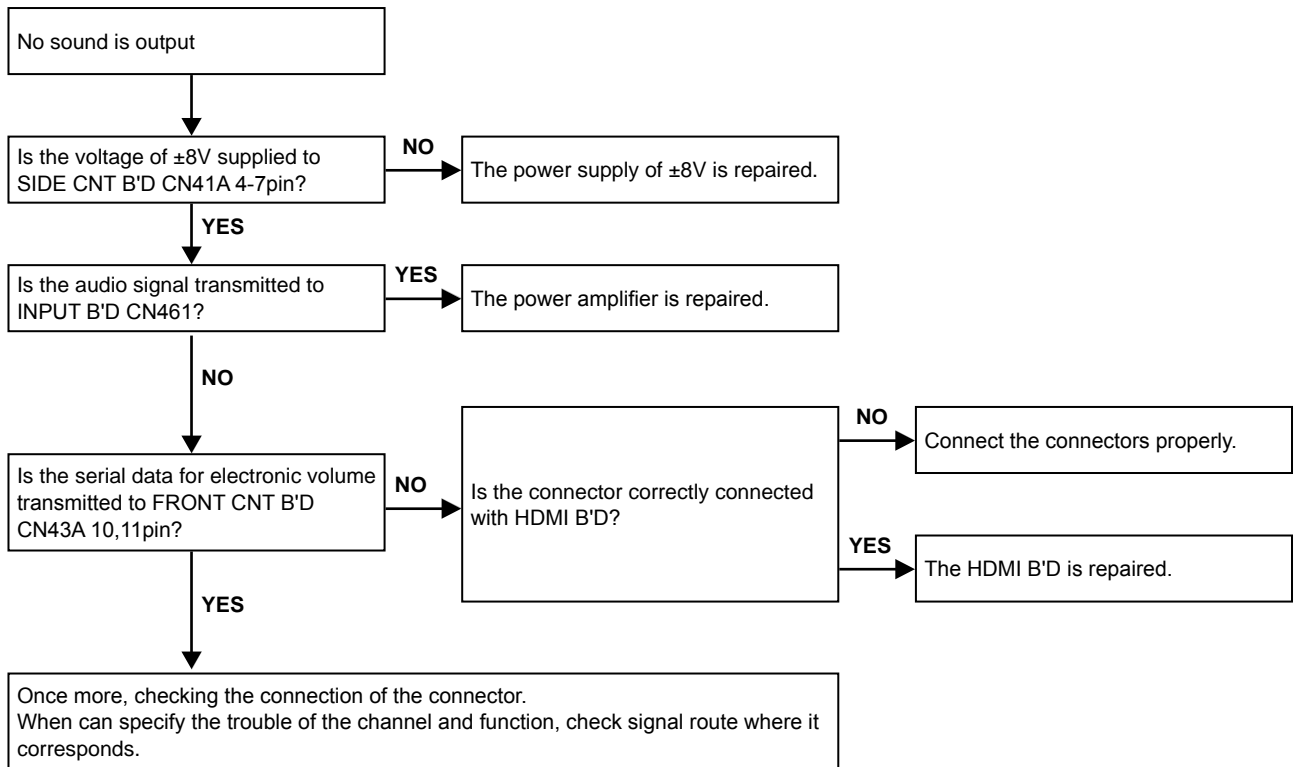 No sound is output
Is the voltage of ±8V supplied to
SIDE CNT B'D CN41A 4-7pin?
NO
The power supply of ±8V is repaired.
YES
Is the audio signal transmitted to
INPUT B'D CN461?
YES
The power amplifier is repaired.
NO
Is the serial data for electronic volume
transmitted to FRONT CNT B'D
CN43A 10,11pin?
NO
Is the connector correctly connected
with HDMI B'D?
NO
Connect the connectors properly.
YES
The HDMI B'D is repaired.
YES
Once more, checking the connection of the connector.
When can specify the trouble of the channel and function, check signal route where it
corresponds.